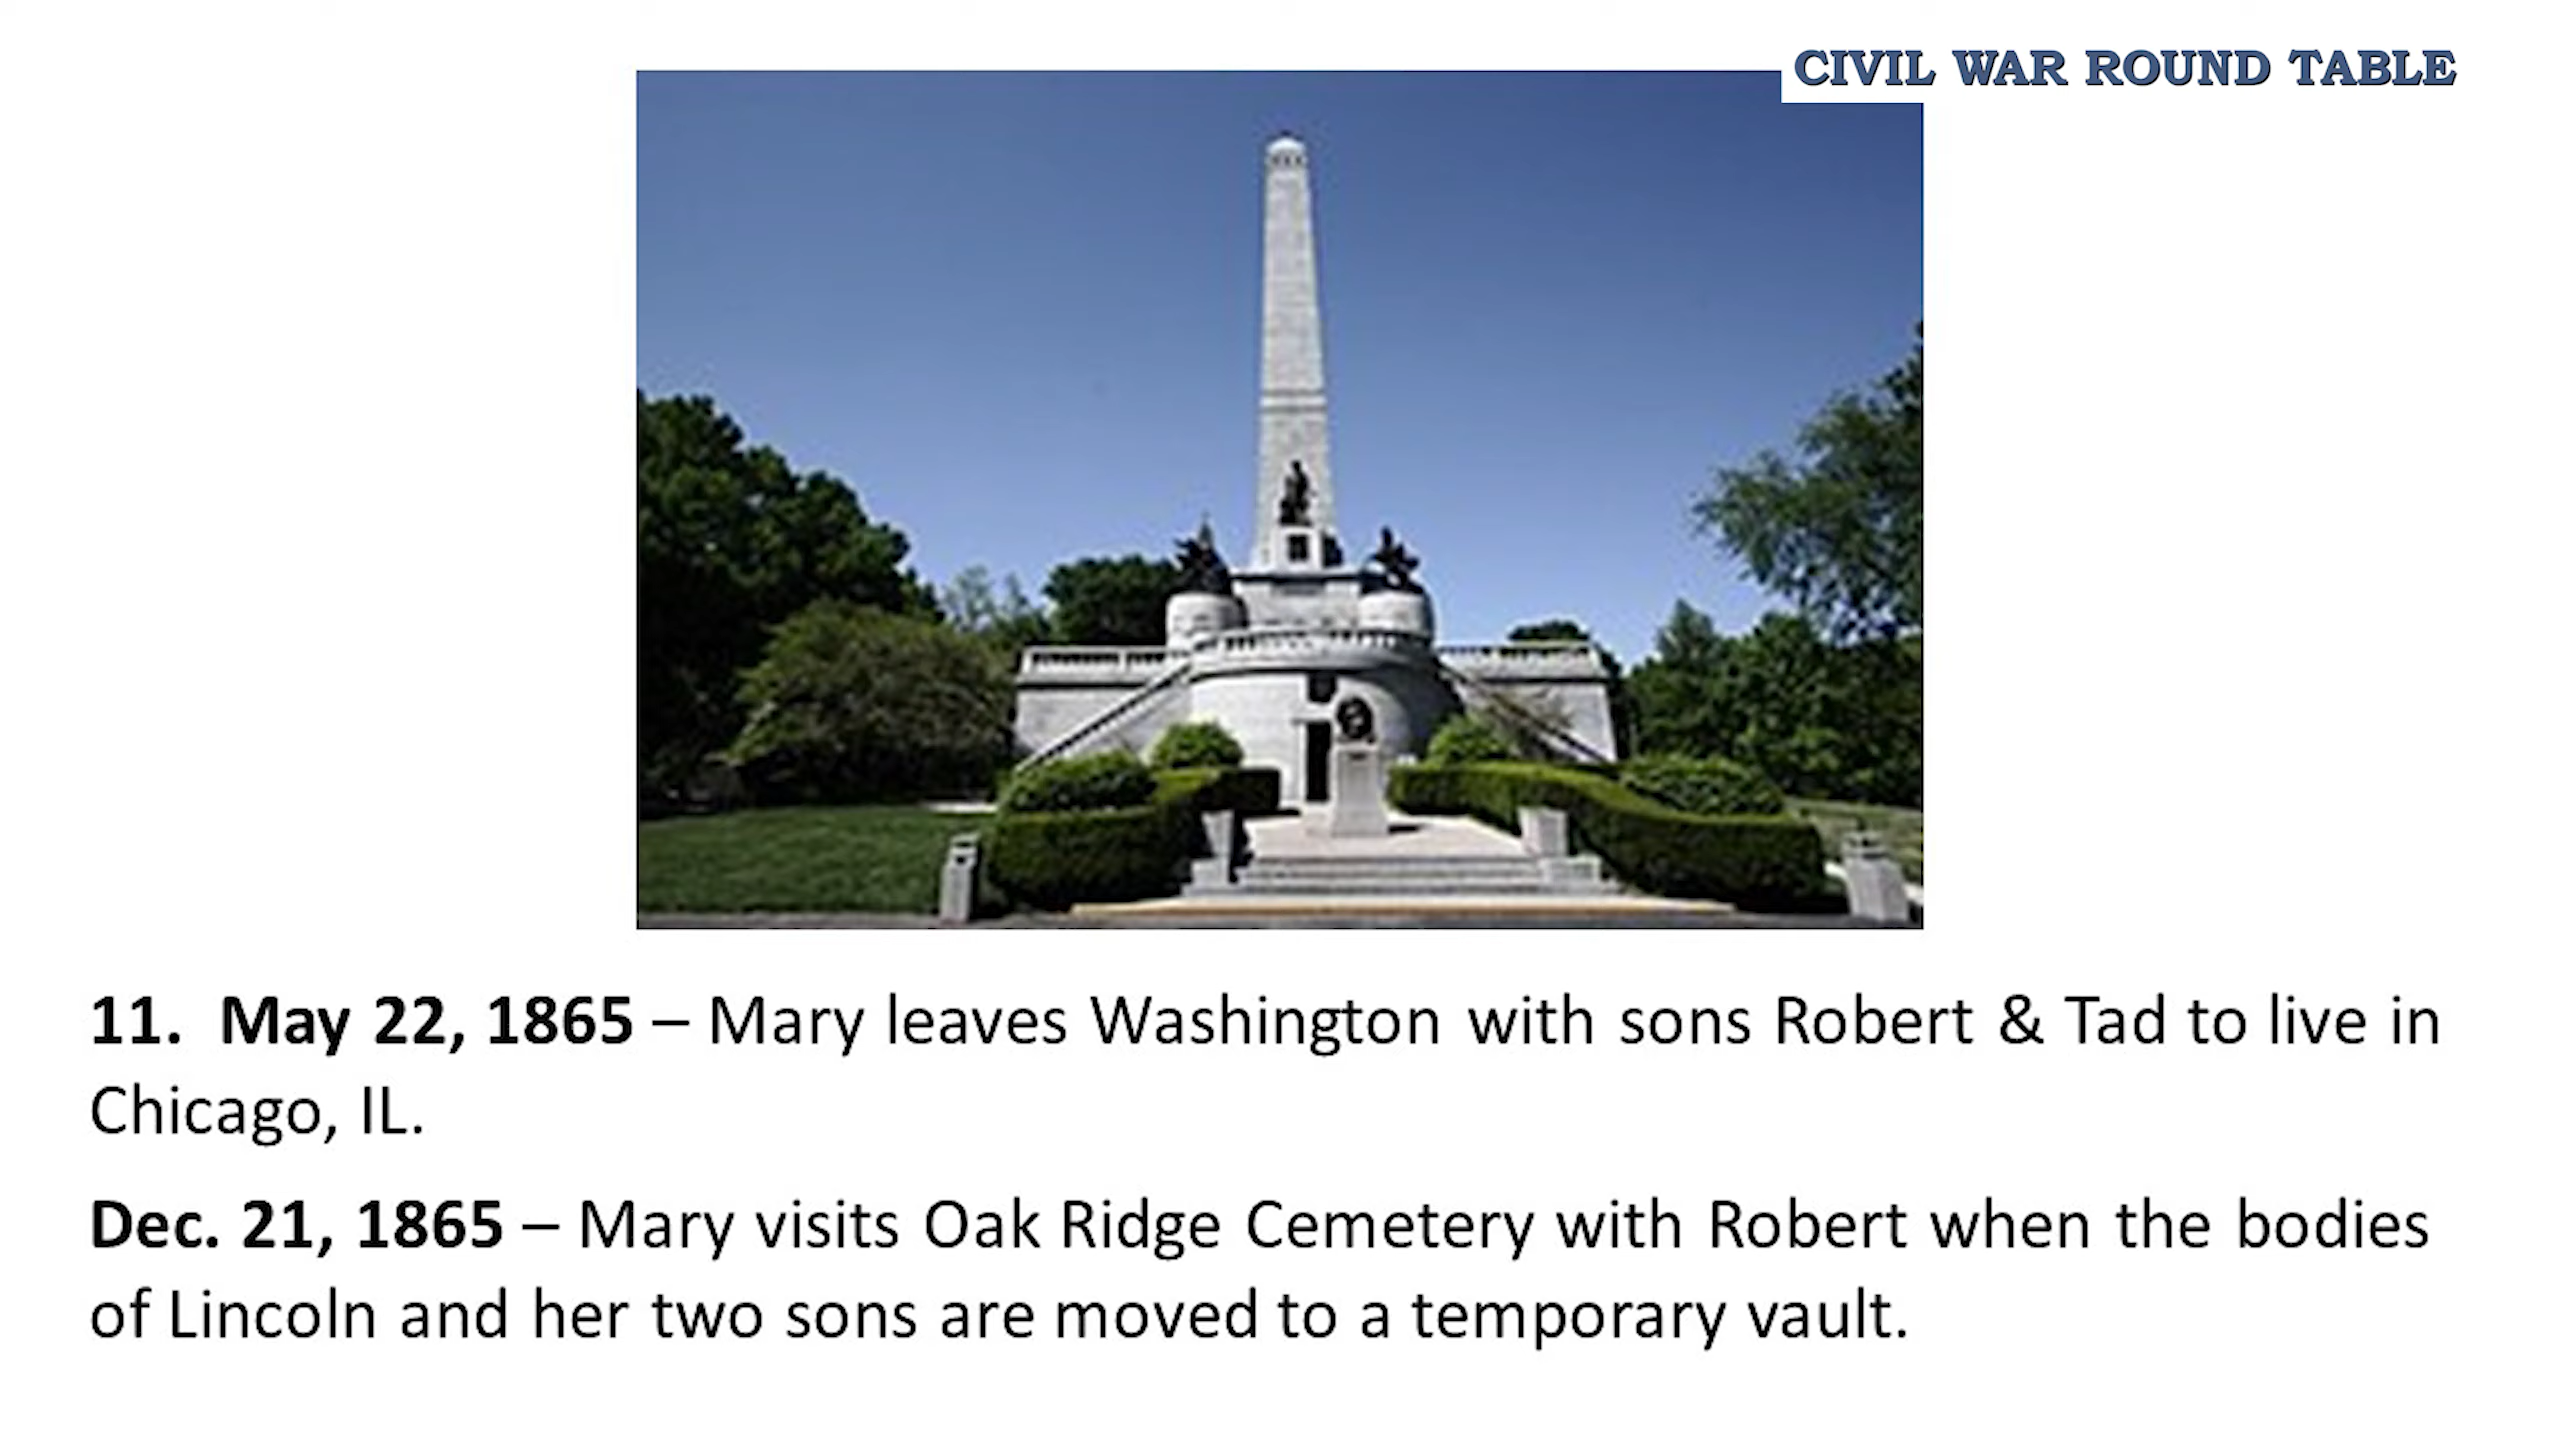 CIVIL WAR ROUND TABLE
11. May 22, 1865 – Mary leaves Washington with sons Robert & Tad to live in
Chicago, IL.
Dec. 21, 1865 – Mary visits Oak Ridge Cemetery with Robert when the bodies
of Lincoln and her two sons are moved to a temporary vault.